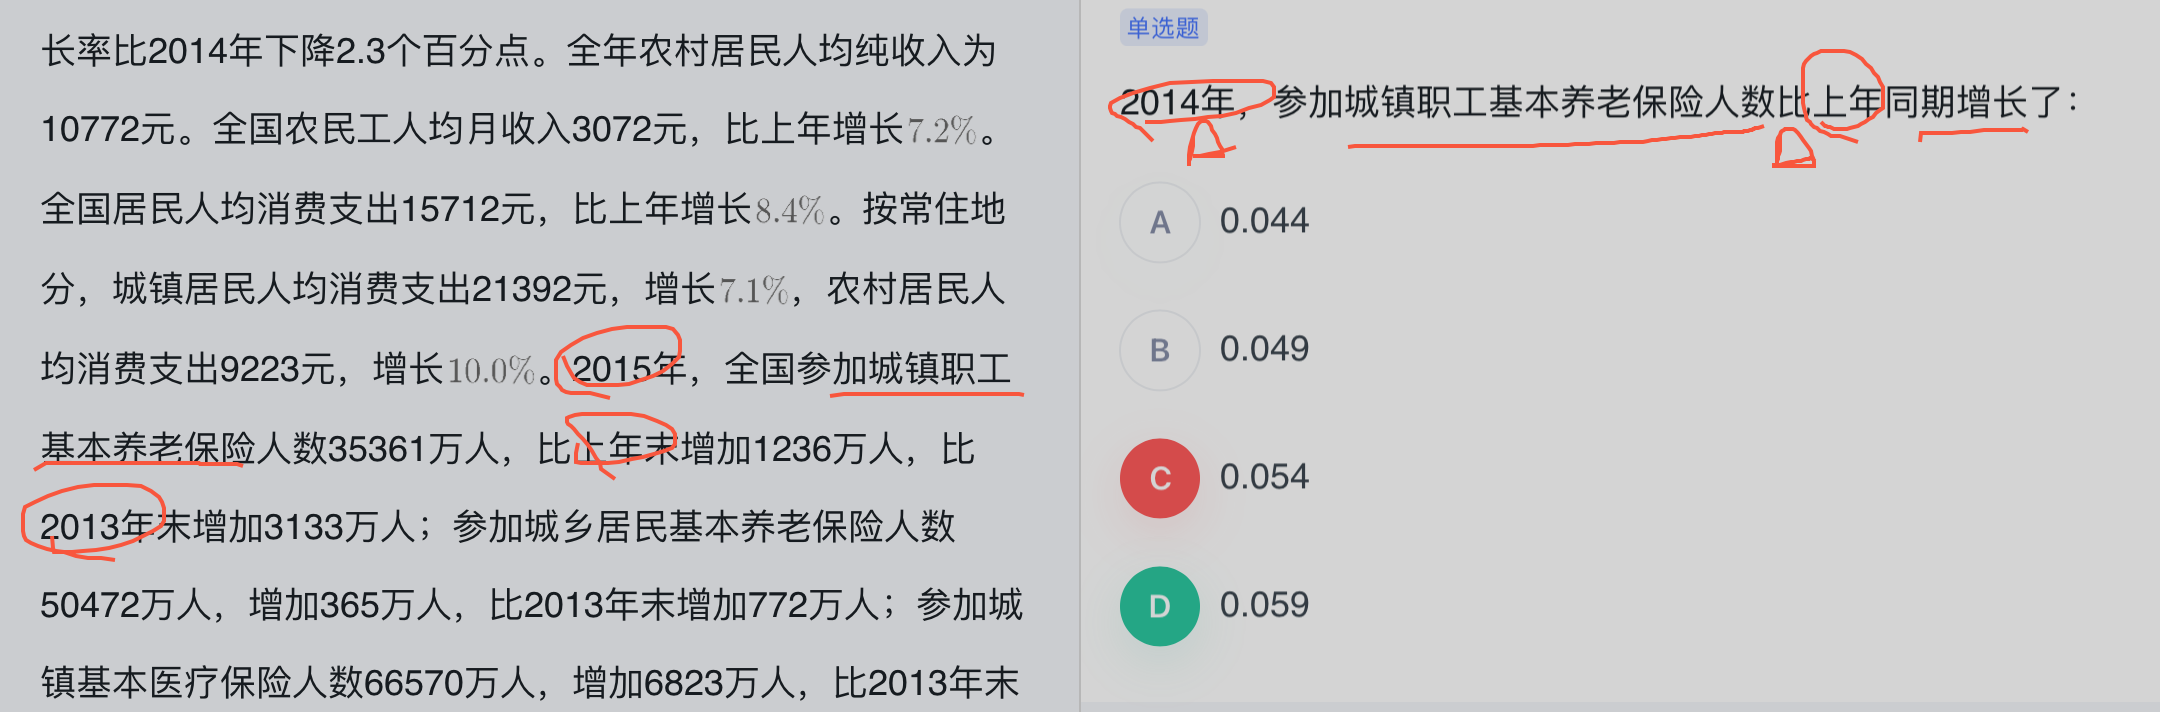 长率比2014年下降2.3个百分点。全年农村居民人均纯收入为
10772元。全国农民工人均月收入3072元，比上年增长7.2%。
全国居民人均消费支出15712元，比上年增长8.4%。按常住地
分，城镇居民人均消费支出21392元，增长7.1%，农村居民人
均消费支出9223元，增长10.0%。2015年，全国参加城镇职工
基本养老保险人数35361万人，比上年末增加1236万人，比
2013年末增加3133万人；参加城乡居民基本养老保险人数
50472万人，增加365万人，比2013年末增加772万人；参加城
镇基本医疗保险人数66570万人，增加6823万人，比2013年末
单选题
2014年，参加城镇职工基本养老保险人数比上年同期增长了：
A 0.044
B 0.049
C 0.054
D 0.059